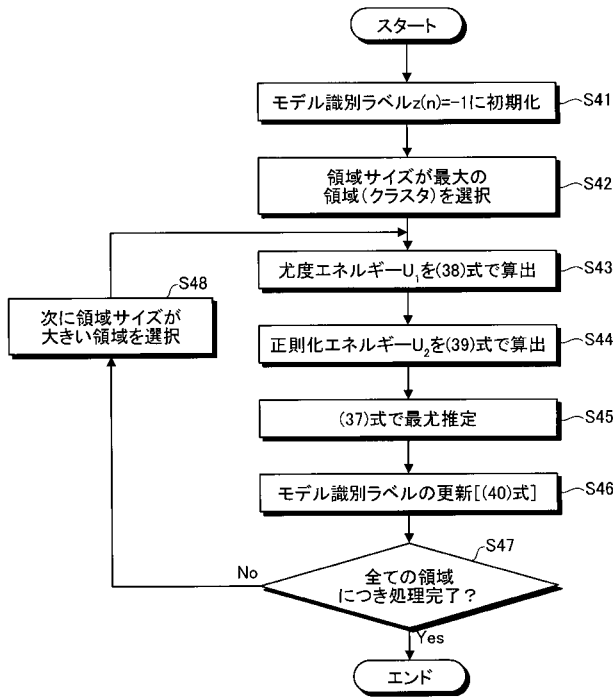 スタート
モデル識別ラベルz(n)=-1に初期化
S41
領域サイズが最大の
領域(クラスタ)を選択
S42
尤度エネルギーU1を(38)式で算出
S43
正則化エネルギーU2を(39)式で算出
S44
(37)式で最尤推定
S45
モデル識別ラベルの更新[(40)式]
S46
S47
全ての領域
につき処理完了?
No
Yes
S48
次に領域サイズが
大きい領域を選択
エンド